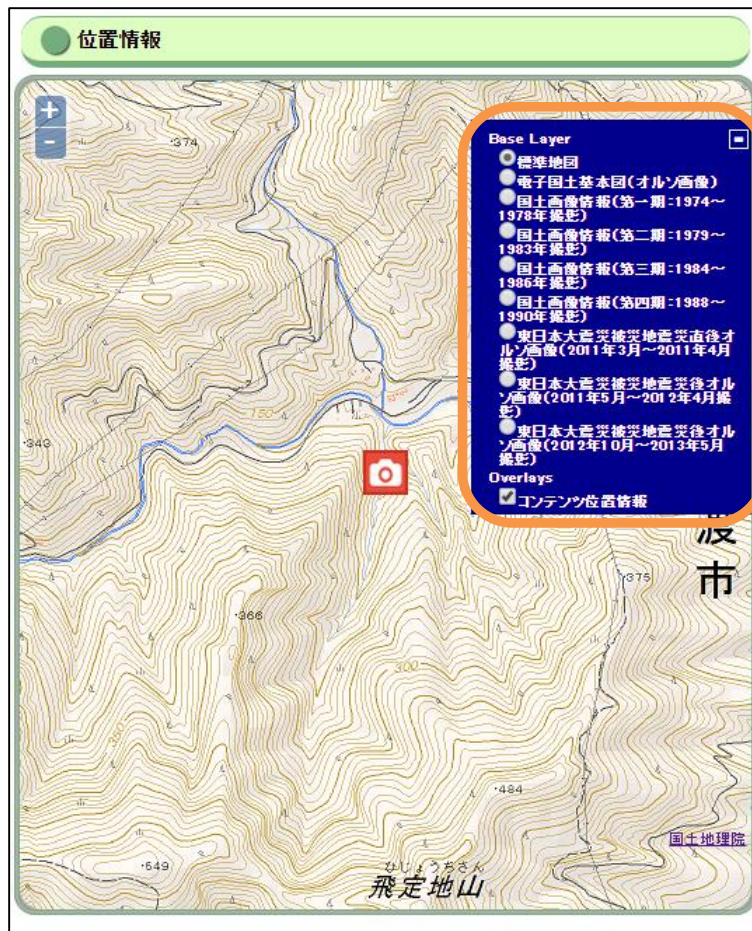 位置情報
+
-
Base Layer
標準地図
電子国土基本図(オルソ画像)
国土画像情報(第一期:1974～
1978年撮影)
国土画像情報(第二期:1979～
1983年撮影)
国土画像情報(第三期:1984～
1986年撮影)
国土画像情報(第四期:1988～
1990年撮影)
東日本大震災被災地震災直後オ
ルソ画像(2011年3月～2011年4月
撮影)
東日本大震災被災地震災後オル
ソ画像(2011年5月～2012年4月撮
影)
東日本大震災被災地震災後オル
ソ画像(2012年10月～2013年5月
撮影)
Overlays
コンテンツ位置情報
·374
150
·343
市
·375
·366
300
350
·484
国土地理院
·549
ひじょうちさん
飛定地山